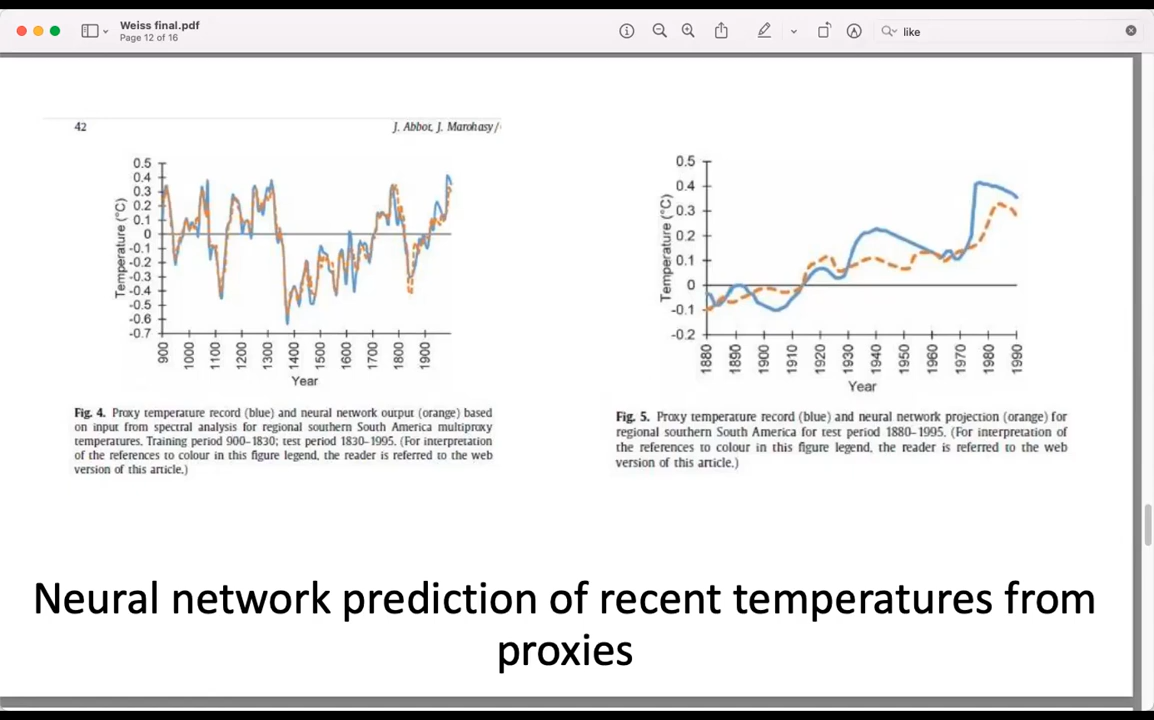 Weiss final.pdf
Page 12 of 16
like
42
J. Abbot, J. Marohasy /
0.5
0.4
0.3
0.2
0.1
0
-0.1
-0.2
-0.3
-0.4
-0.5
-0.6
-0.7
Temperature (°C)
900
1000
1100
1200
1300
1400
1500
1600
1700
1800
1900
Year
Fig. 4. Proxy temperature record (blue) and neural network output (orange) based
on input from spectral analysis for regional southern South America multiproxy
temperatures. Training period 900–1830; test period 1830–1995. (For interpretation
of the references to colour in this figure legend, the reader is referred to the web
version of this article.)
0.5
0.4
0.3
0.2
0.1
0
-0.1
-0.2
Temperature (°C)
1880
1890
1900
1910
1920
1930
1940
1950
1960
1970
1980
1990
Year
Fig. 5. Proxy temperature record (blue) and neural network projection (orange) for
regional southern South America for test period 1880–1995. (For interpretation of
the references to colour in this figure legend, the reader is referred to the web
version of this article.)
Neural network prediction of recent temperatures from
proxies